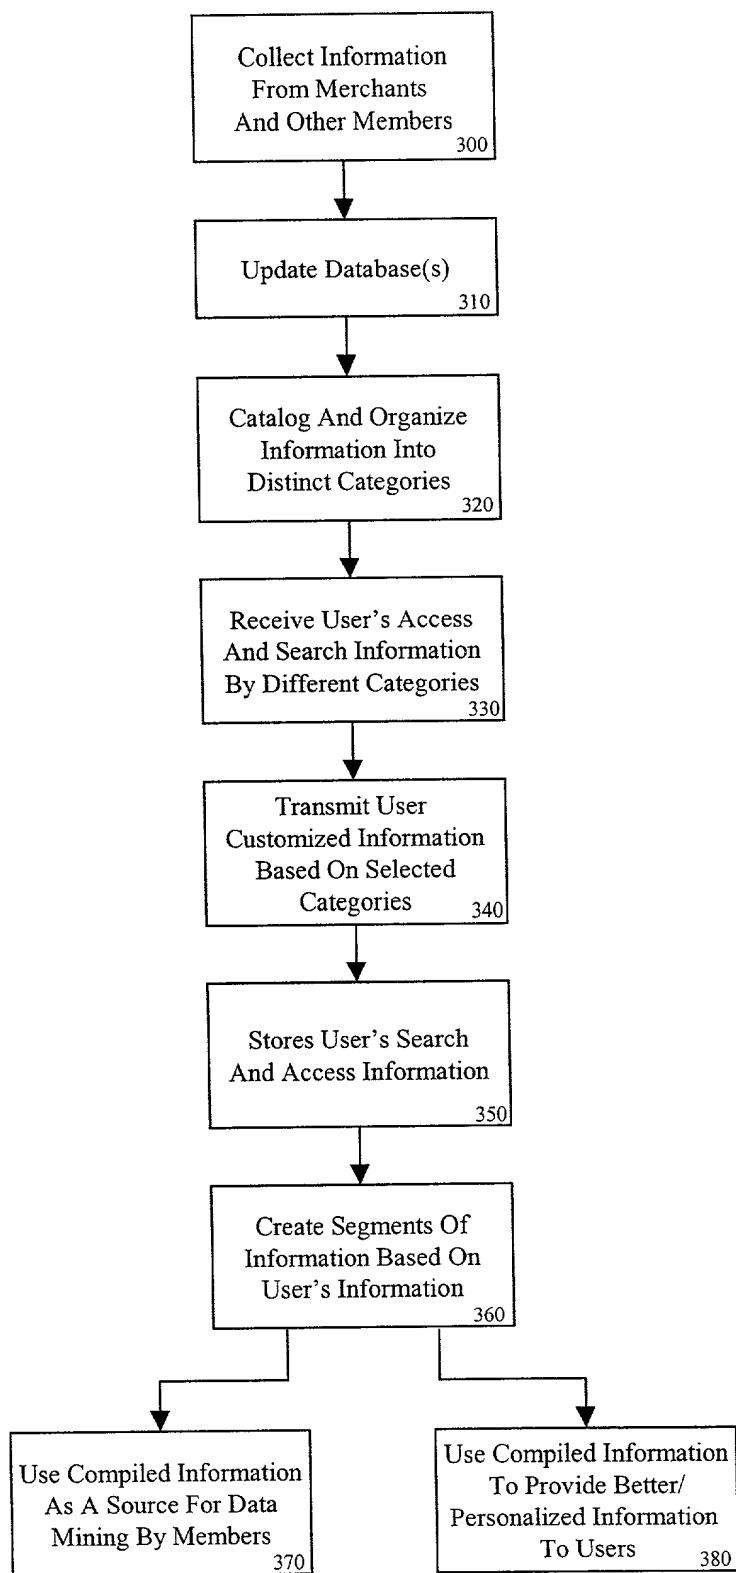 Collect Information
From Merchants
And Other Members
300
Update Database(s)
310
Catalog And Organize
Information Into
Distinct Categories
320
Receive User's Access
And Search Information
By Different Categories
330
Transmit User
Customized Information
Based On Selected
Categories
340
Stores User's Search
And Access Information
350
Create Segments Of
Information Based On
User's Information
360
Use Compiled Information
As A Source For Data
Mining By Members
370
Use Compiled Information
To Provide Better/
Personalized Information
To Users
380